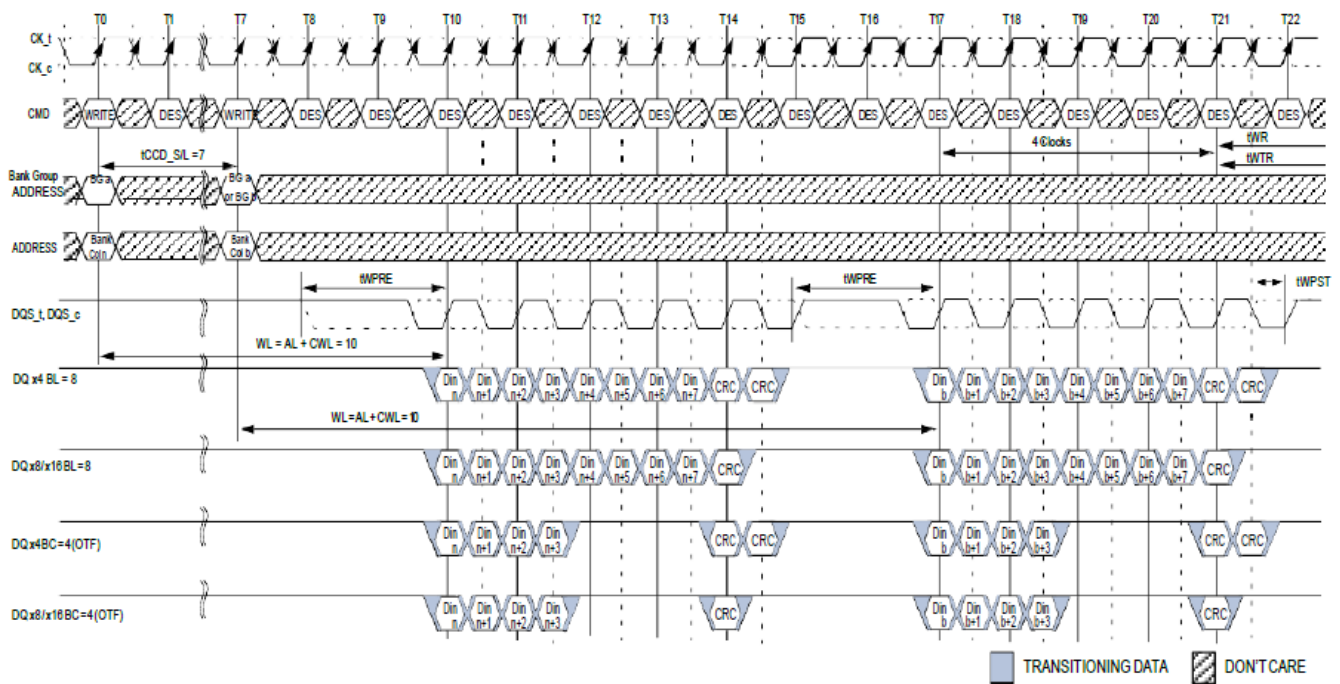 T0 T1 T7 T8 T9 T10 T11 T12 T13 T14 T15 T16 T17 T18 T19 T20 T21 T22
CK_t
CK_c
CMD WRITE DES WRITE DES DES DES DES DES DES DES DES DES DES DES DES DES DES DES
4 Clocks tWR
tCCD_S/L =7 tWTR
Bank Group
ADDRESS BG a BG a
or BG b
ADDRESS Bank Bank
Col n Col b
tWPRE tWPRE tWPST
DQS_t, DQS_c
WL = AL + CWL = 10
DQ x4 BL = 8 Din Din Din Din Din Din Din Din CRC CRC Din Din Din Din Din Din Din Din CRC CRC
n n+1 n+2 n+3 n+4 n+5 n+6 n+7 b b+1 b+2 b+3 b+4 b+5 b+6 b+7
WL=AL+CWL=10
DQx8/x16BL=8 Din Din Din Din Din Din Din Din CRC Din Din Din Din Din Din Din Din CRC
n n+1 n+2 n+3 n+4 n+5 n+6 n+7 b b+1 b+2 b+3 b+4 b+5 b+6 b+7
DQx4BC=4(OTF) Din Din Din Din CRC CRC Din Din Din Din CRC CRC
n n+1 n+2 n+3 b b+1 b+2 b+3
DQx8/x16BC=4(OTF) Din Din Din Din CRC Din Din Din Din CRC
n n+1 n+2 n+3 b b+1 b+2 b+3
TRANSITIONING DATA DON'T CARE